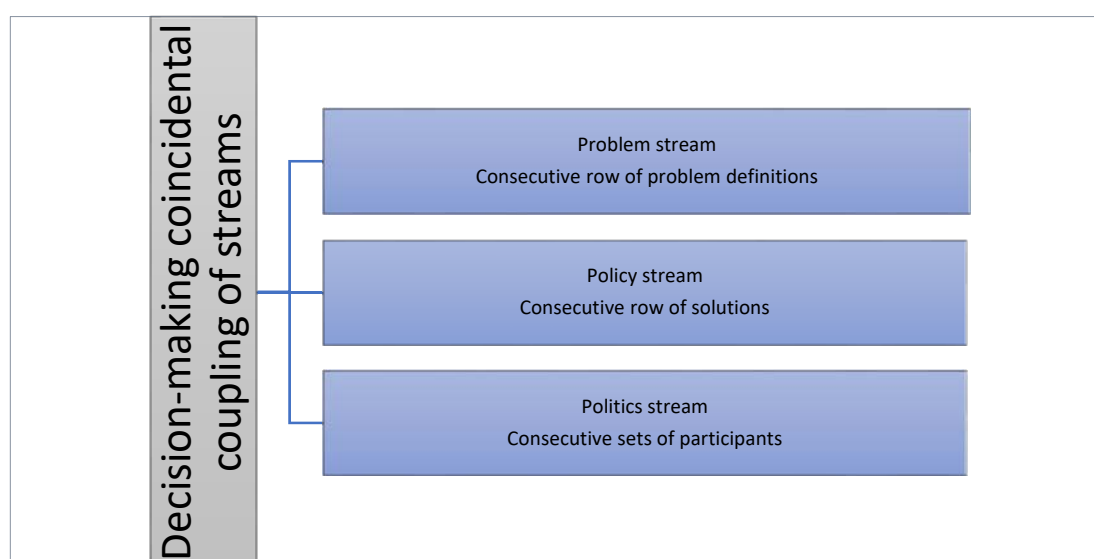 Decision-making coincidental
coupling of streams
Problem stream
Consecutive row of problem definitions
Policy stream
Consecutive row of solutions
Politics stream
Consecutive sets of participants